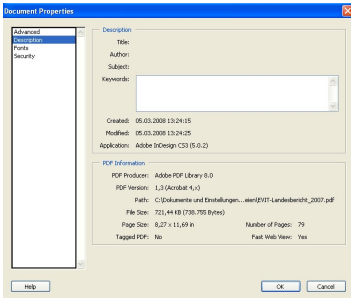 Document Properties
Advanced
Description
Fonts
Security
Description
Title:
Author:
Subject:
Keywords:
Created: 05.03.2008 13:24:15
Modified: 05.03.2008 13:24:25
Application: Adobe InDesign CS3 (5.0.2)
PDF Information
PDF Producer: Adobe PDF Library 8.0
PDF Version: 1,3 (Acrobat 4,x)
Path: C:\Dokumente und Einstellungen...eien\EVIT-Landesbericht_2007.pdf
File Size: 721,44 KB (738.755 Bytes)
Page Size: 8,27 x 11,69 in Number of Pages: 79
Tagged PDF: No Fast Web View: Yes
Help OK Cancel